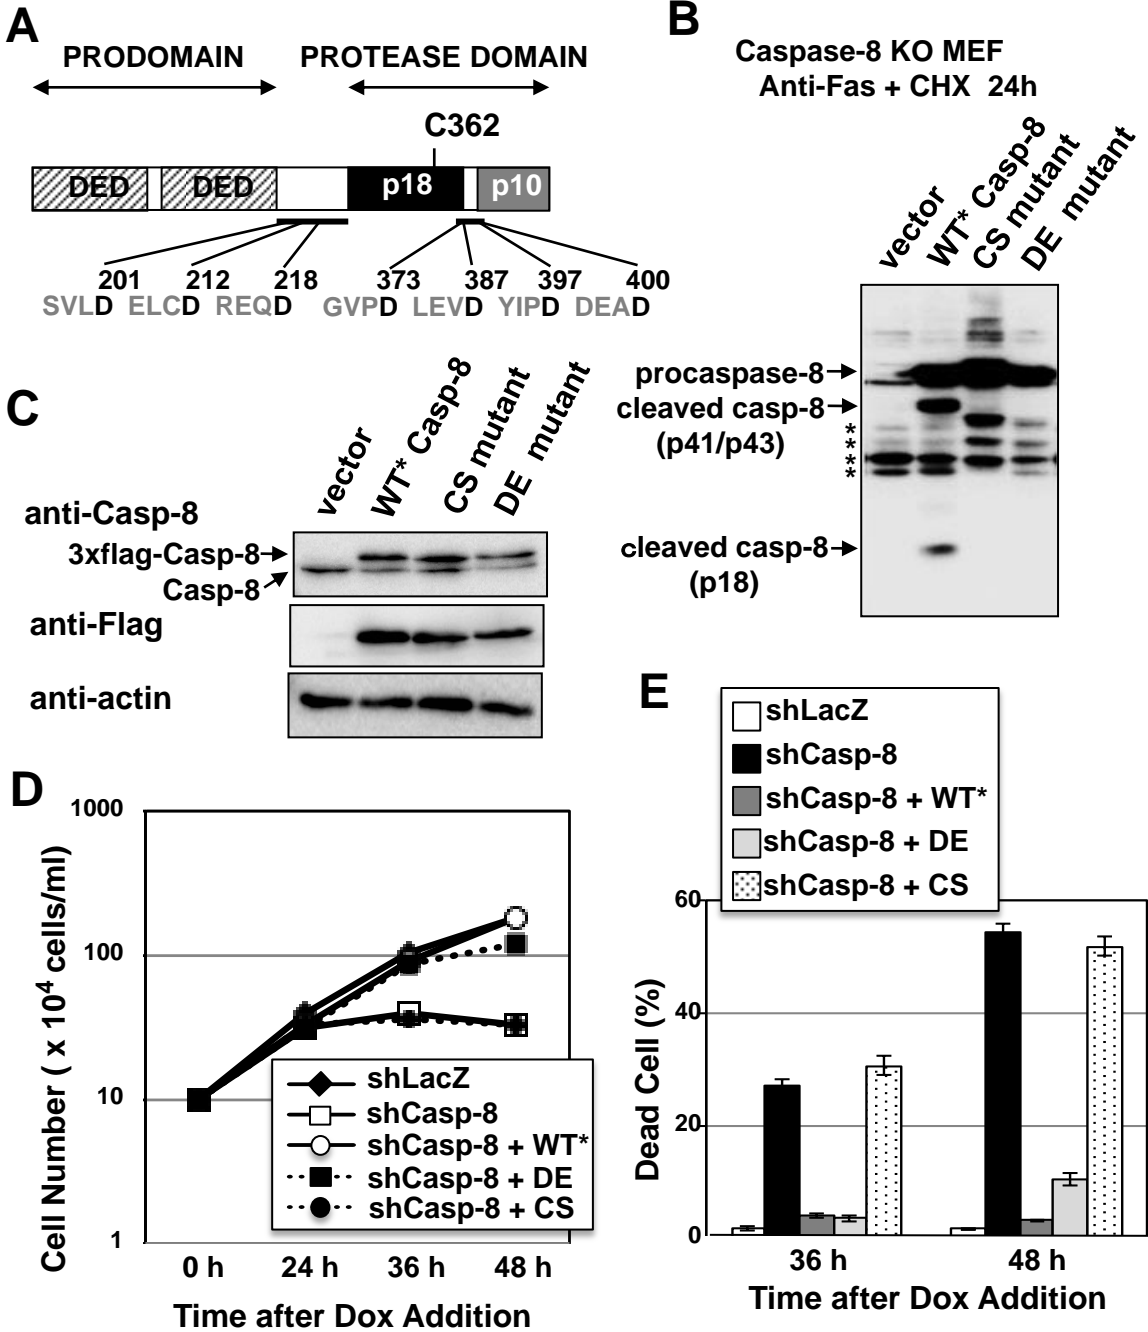 A
PRODOMAIN PROTEASE DOMAIN
C362
DED DED p18 p10
201 212 218 373 387 397 400
SVLD ELCD REQD GVPD LEVD YIPD DEAD
B
Caspase-8 KO MEF
Anti-Fas + CHX 24h
vector
WT* Casp-8
CS mutant
DE mutant
procaspase-8
cleaved casp-8
(p41/p43)
*
*
*
*
cleaved casp-8
(p18)
C
vector
WT* Casp-8
CS mutant
DE mutant
anti-Casp-8
3xflag-Casp-8
Casp-8
anti-Flag
anti-actin
D
Cell Number ( x 10⁴ cells/ml)
1000
100
10
1
shLacZ
shCasp-8
shCasp-8 + WT*
shCasp-8 + DE
shCasp-8 + CS
0 h 24 h 36 h 48 h
Time after Dox Addition
E
shLacZ
shCasp-8
shCasp-8 + WT*
shCasp-8 + DE
shCasp-8 + CS
Dead Cell (%)
60
40
20
0
36 h 48 h
Time after Dox Addition